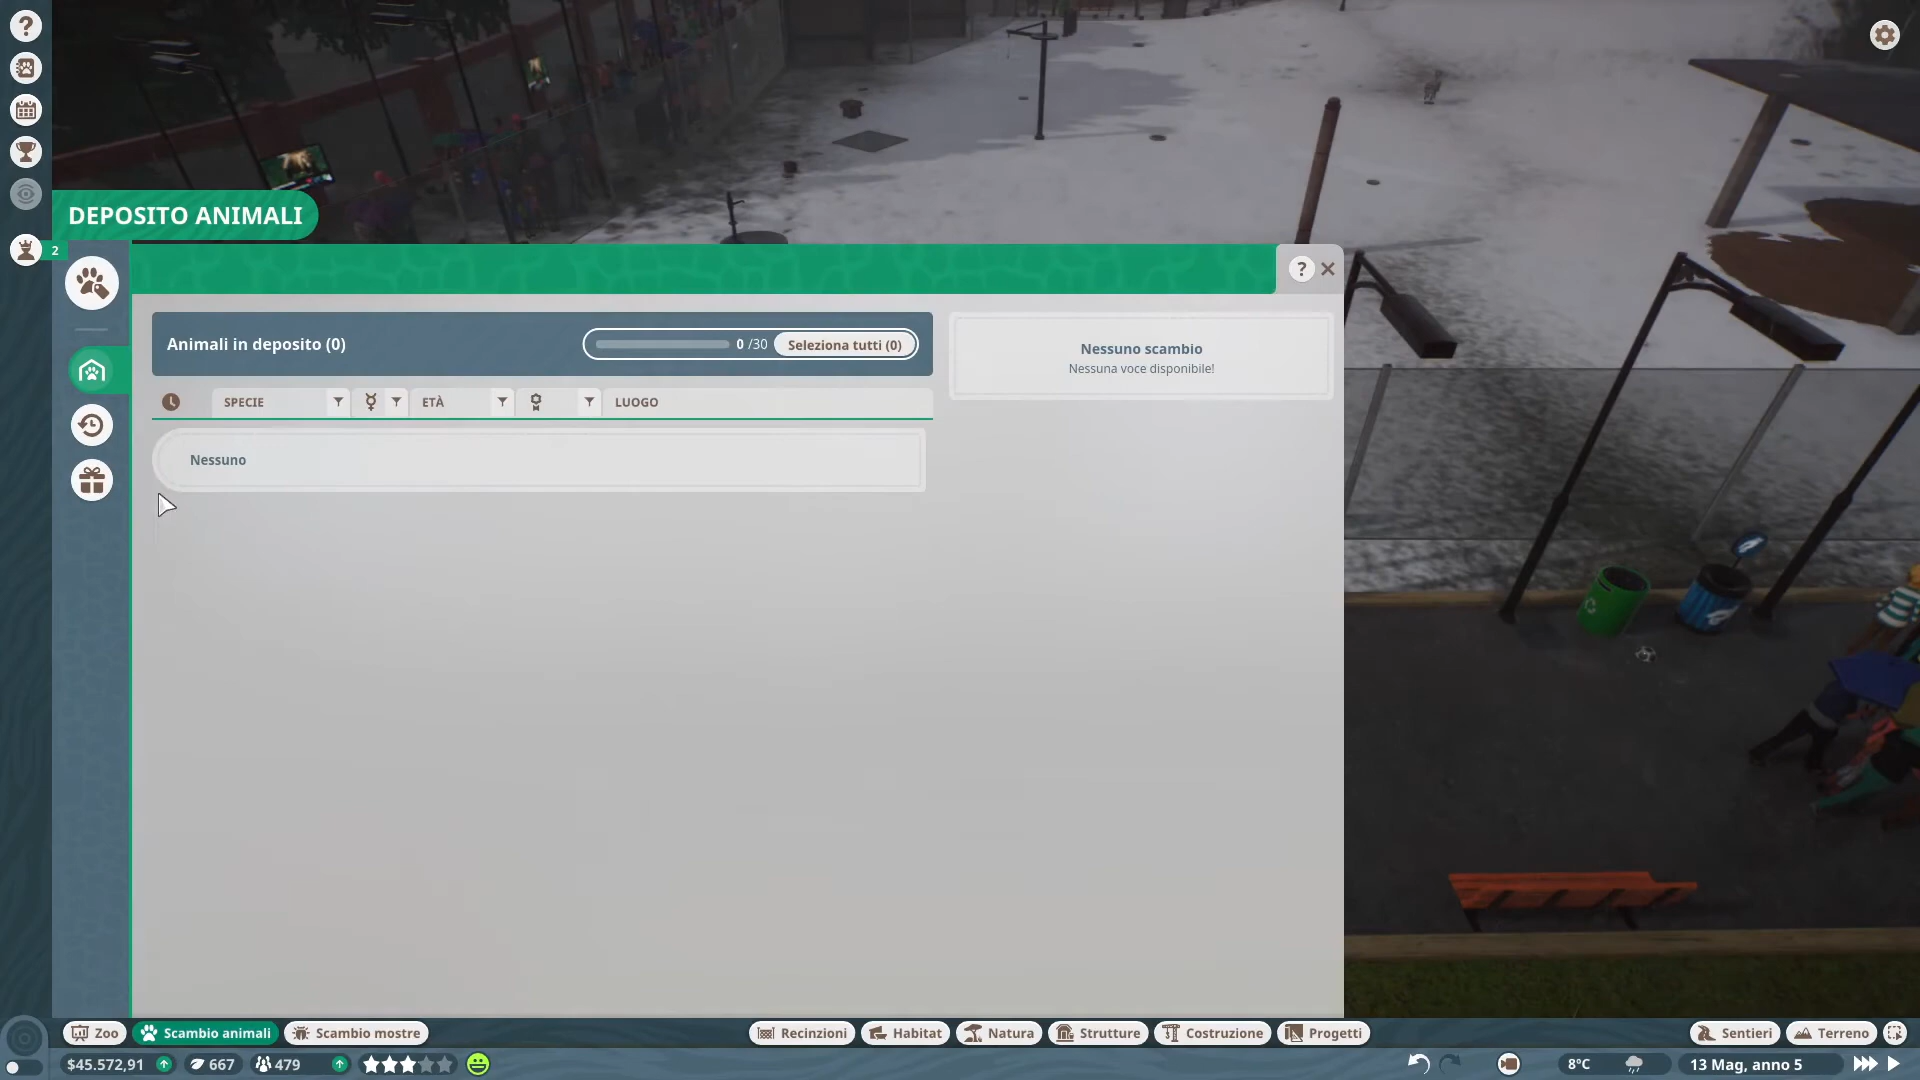 DEPOSITO ANIMALI
2
Animali in deposito (0)
0 /30
Seleziona tutti (0)
SPECIE
ETÀ
LUOGO
Nessuno
Nessuno scambio
Nessuna voce disponibile!
Zoo
Scambio animali
Scambio mostre
Recinzioni
Habitat
Natura
Strutture
Costruzione
Progetti
Sentieri
Terreno
$45.572,91
667
479
8°C
13 Mag, anno 5